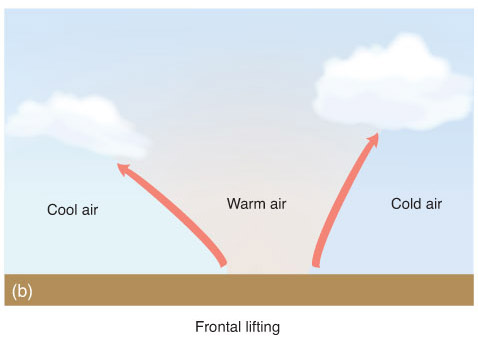 Cool air
Warm air
Cold air
(b)
Frontal lifting